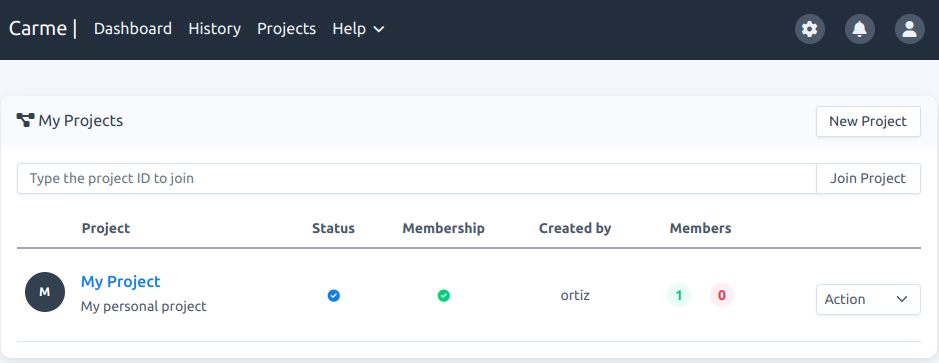 Carme | Dashboard History Projects Help
My Projects
New Project
Type the project ID to join
Join Project
Project Status Membership Created by Members
M
My Project
My personal project
ortiz
1 0
Action